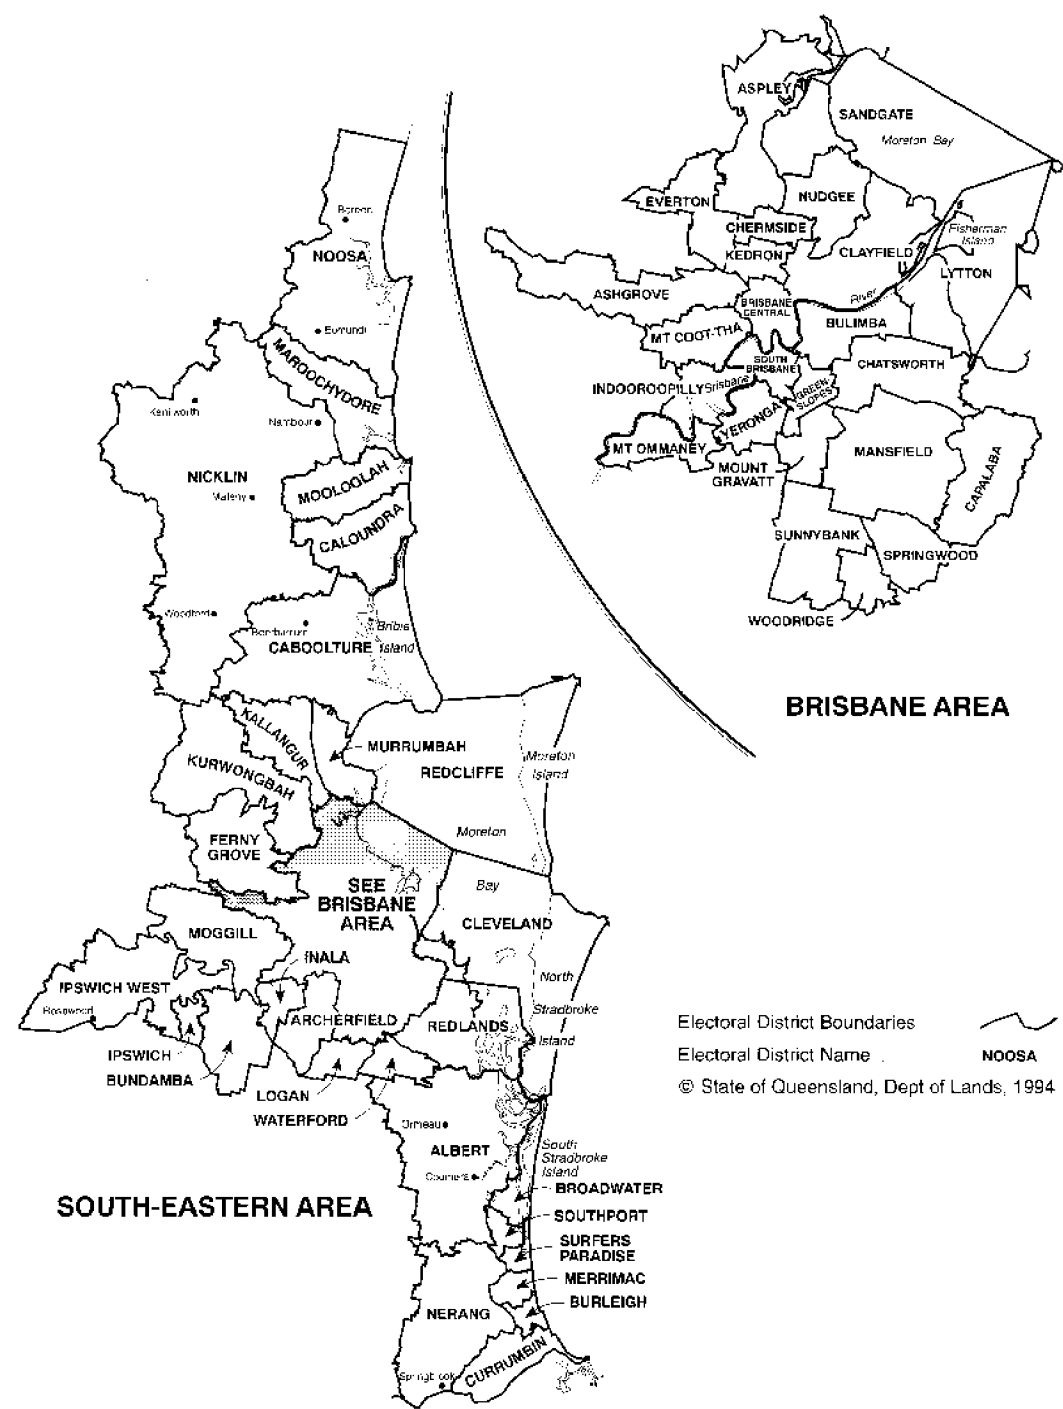 ASPLEY
SANDGATE
Moreton Bay
EVERTON
NUDGEE
CHERMSIDE
KEDRON
CLAYFIELD
Fisherman
Island
LYTTON
ASHGROVE
BRISBANE
CENTRAL
River
BULIMBA
MT COOT-THA
SOUTH
BRISBANE
CHATSWORTH
INDOOROOPILLY
Brisbane
GREEN
SLOPES
YERONGA
MT OMMANEY
MOUNT
GRAVATT
MANSFIELD
CAPALABA
SUNNYBANK
SPRINGWOOD
WOODRIDGE
BRISBANE AREA
NOOSA
Eumundi
MAROOCHYDORE
Kenilworth
Nambour
NICKLIN
Maleny
MOOLOOLAH
CALOUNDRA
Woodford
Beerburrum
Bribie
Island
CABOOLTURE
KALLANGUR
MURRUMBAH
KURWONGBAH
REDCLIFFE
Moreton
Island
Moreton
Bay
FERNY
GROVE
SEE
BRISBANE
AREA
CLEVELAND
MOGGILL
INALA
North
Stradbroke
Island
IPSWICH WEST
Rosewood
ARCHERFIELD
REDLANDS
IPSWICH
BUNDAMBA
LOGAN
WATERFORD
Ormeau
ALBERT
Coomera
South
Stradbroke
Island
BROADWATER
SOUTHPORT
SURFERS
PARADISE
MERRIMAC
BURLEIGH
NERANG
CURRUMBIN
Springbrook
SOUTH-EASTERN AREA
Electoral District Boundaries
Electoral District Name NOOSA
© State of Queensland, Dept of Lands, 1994